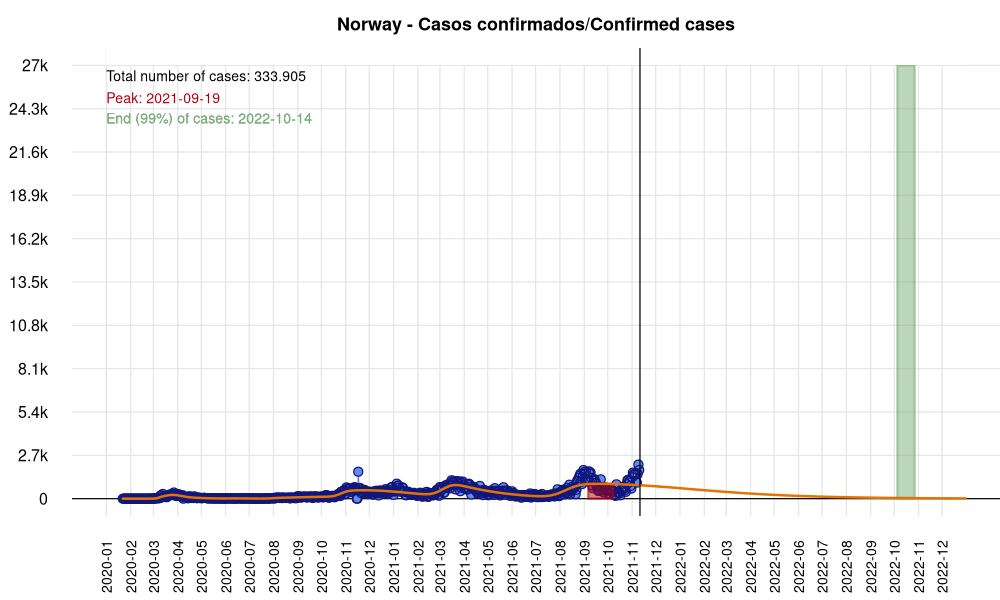 Norway - Casos confirmados/Confirmed cases
Total number of cases: 333.905
Peak: 2021-09-19
End (99%) of cases: 2022-10-14
27k
24.3k
21.6k
18.9k
16.2k
13.5k
10.8k
8.1k
5.4k
2.7k
0
2020-01
2020-02
2020-03
2020-04
2020-05
2020-06
2020-07
2020-08
2020-09
2020-10
2020-11
2020-12
2021-01
2021-02
2021-03
2021-04
2021-05
2021-06
2021-07
2021-08
2021-09
2021-10
2021-11
2021-12
2022-01
2022-02
2022-03
2022-04
2022-05
2022-06
2022-07
2022-08
2022-09
2022-10
2022-11
2022-12